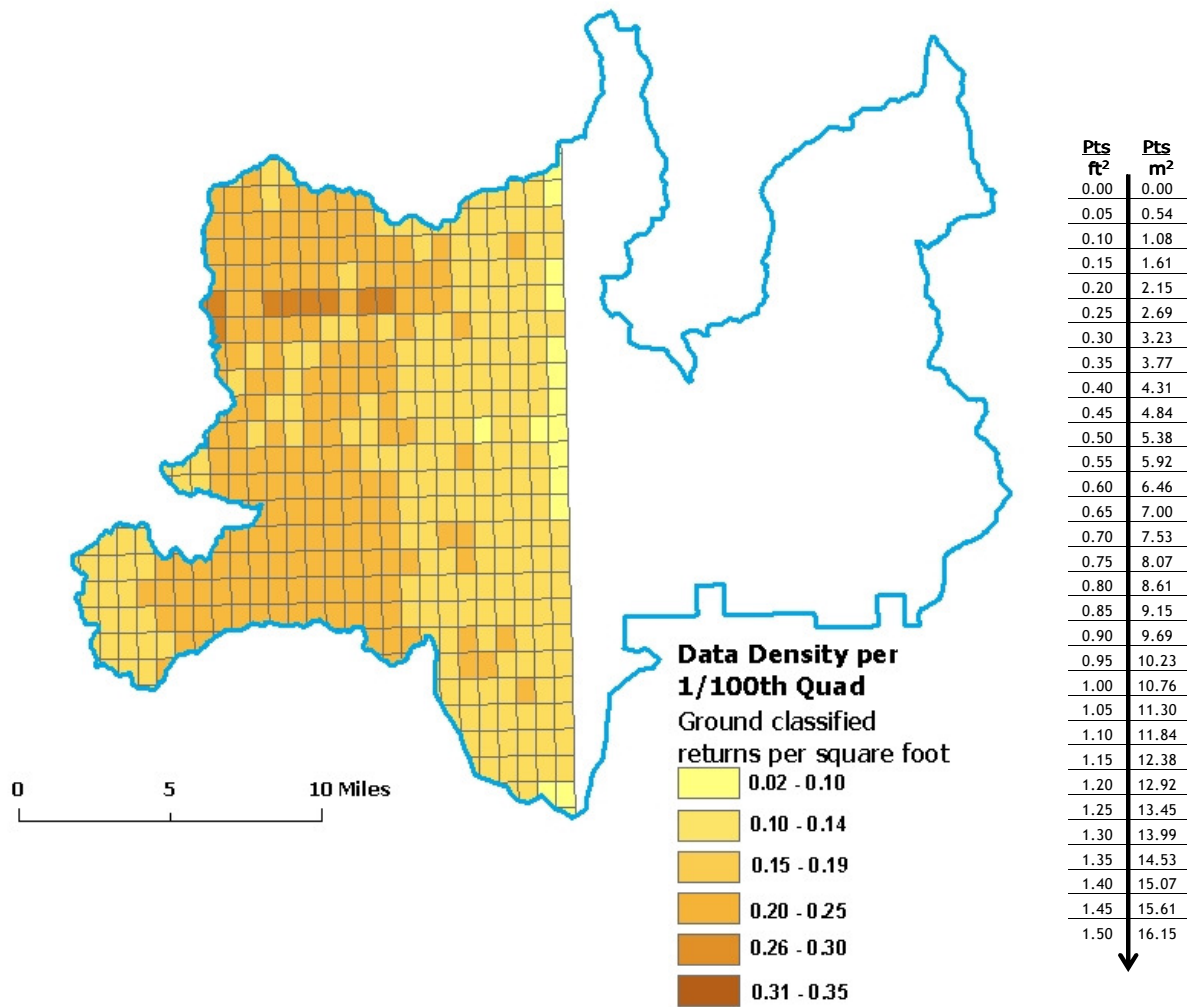 Pts Pts
ft² m²
0.00 0.00
0.05 0.54
0.10 1.08
0.15 1.61
0.20 2.15
0.25 2.69
0.30 3.23
0.35 3.77
0.40 4.31
0.45 4.84
0.50 5.38
0.55 5.92
0.60 6.46
0.65 7.00
0.70 7.53
0.75 8.07
0.80 8.61
0.85 9.15
0.90 9.69
0.95 10.23
1.00 10.76
1.05 11.30
1.10 11.84
1.15 12.38
1.20 12.92
1.25 13.45
1.30 13.99
1.35 14.53
1.40 15.07
1.45 15.61
1.50 16.15
Data Density per
1/100th Quad
Ground classified
returns per square foot
0.02 - 0.10
0.10 - 0.14
0.15 - 0.19
0.20 - 0.25
0.26 - 0.30
0.31 - 0.35
0 5 10 Miles